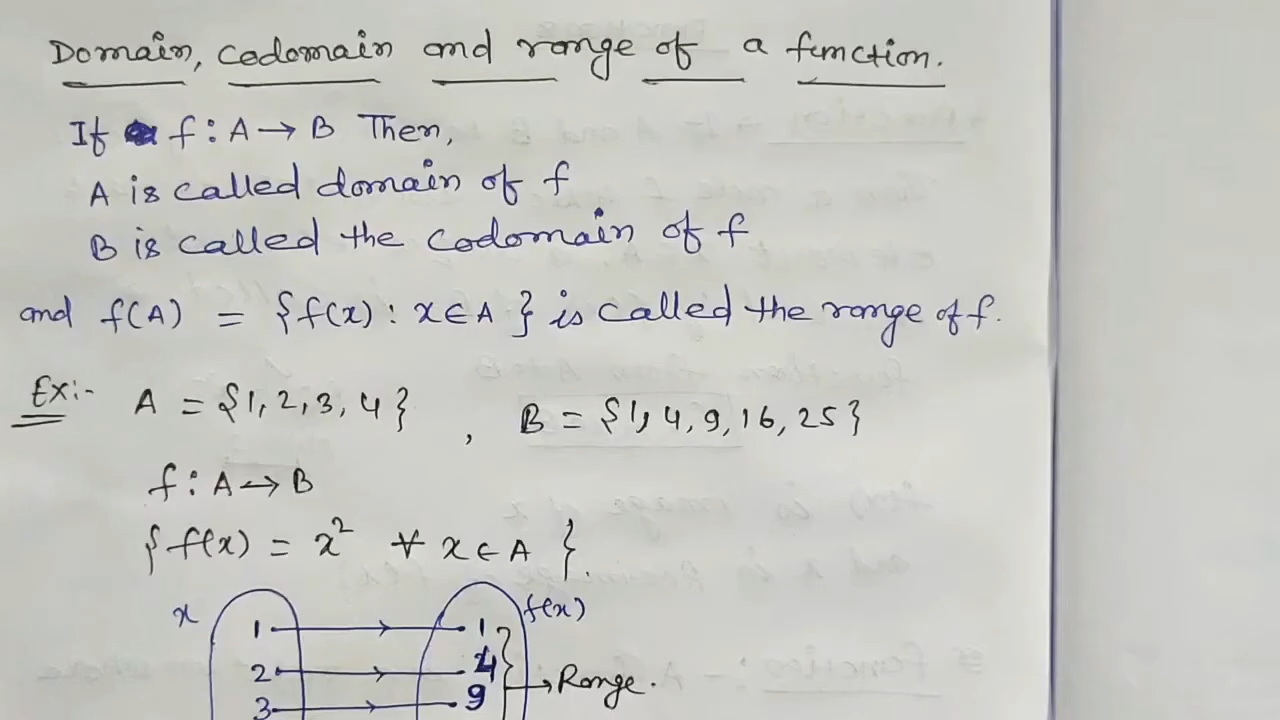 Domain, codomain and range of a function.
If f : A → B Then,
A is called domain of f
B is called the codomain of f
and f(A) = {f(x) : x ∈ A } is called the range of f.
Ex:- A = {1, 2, 3, 4} , B = {1, 4, 9, 16, 25}
f : A → B
{ f(x) = x² ∀ x ∈ A }.
x f(x)
1 → 1
2 → 4 → Range.
3 → 9